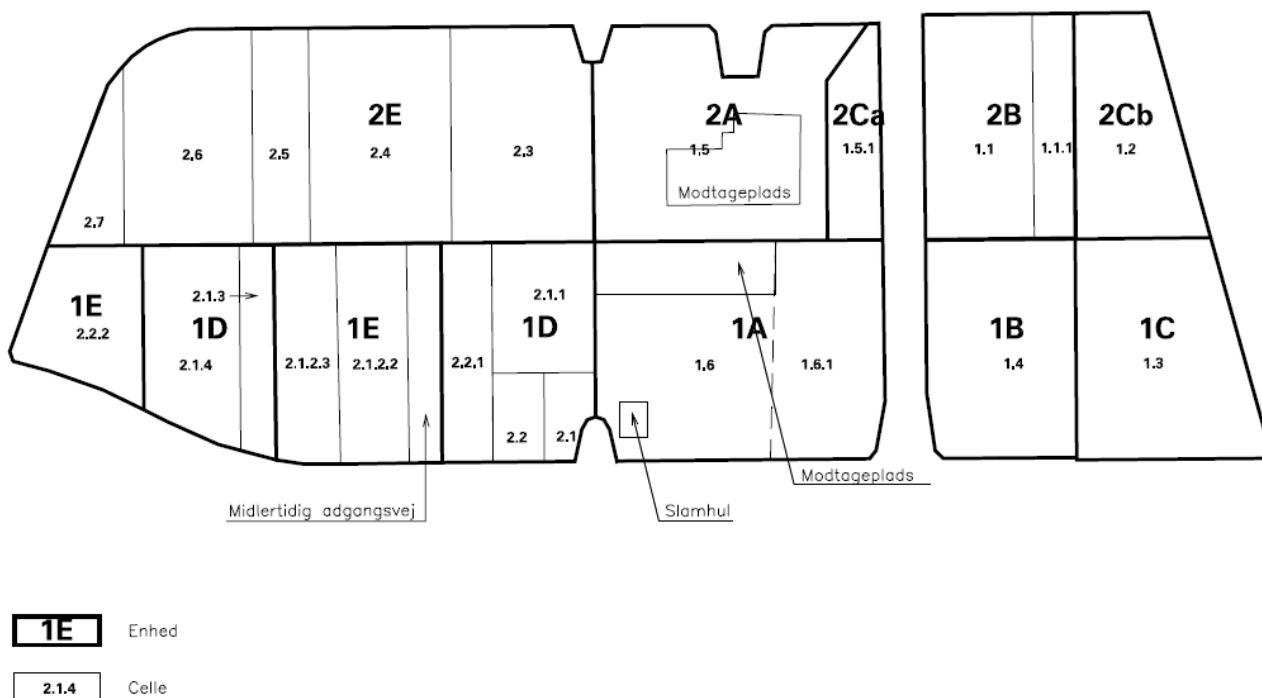 2E
2A
2Ca
2B
2Cb
2.6
2.5
2.4
2.3
1.5
1.5.1
1.1
1.1.1
1.2
Modtageplads
2.7
1E
2.2.2
2.1.3
1D
2.1.4
1E
2.1.2.3
2.1.2.2
2.2.1
2.1.1
1D
2.2
2.1
1A
1.6
1.6.1
1B
1.4
1C
1.3
Modtageplads
Midlertidig adgangsvej
Slamhul
1E Enhed
2.1.4 Celle